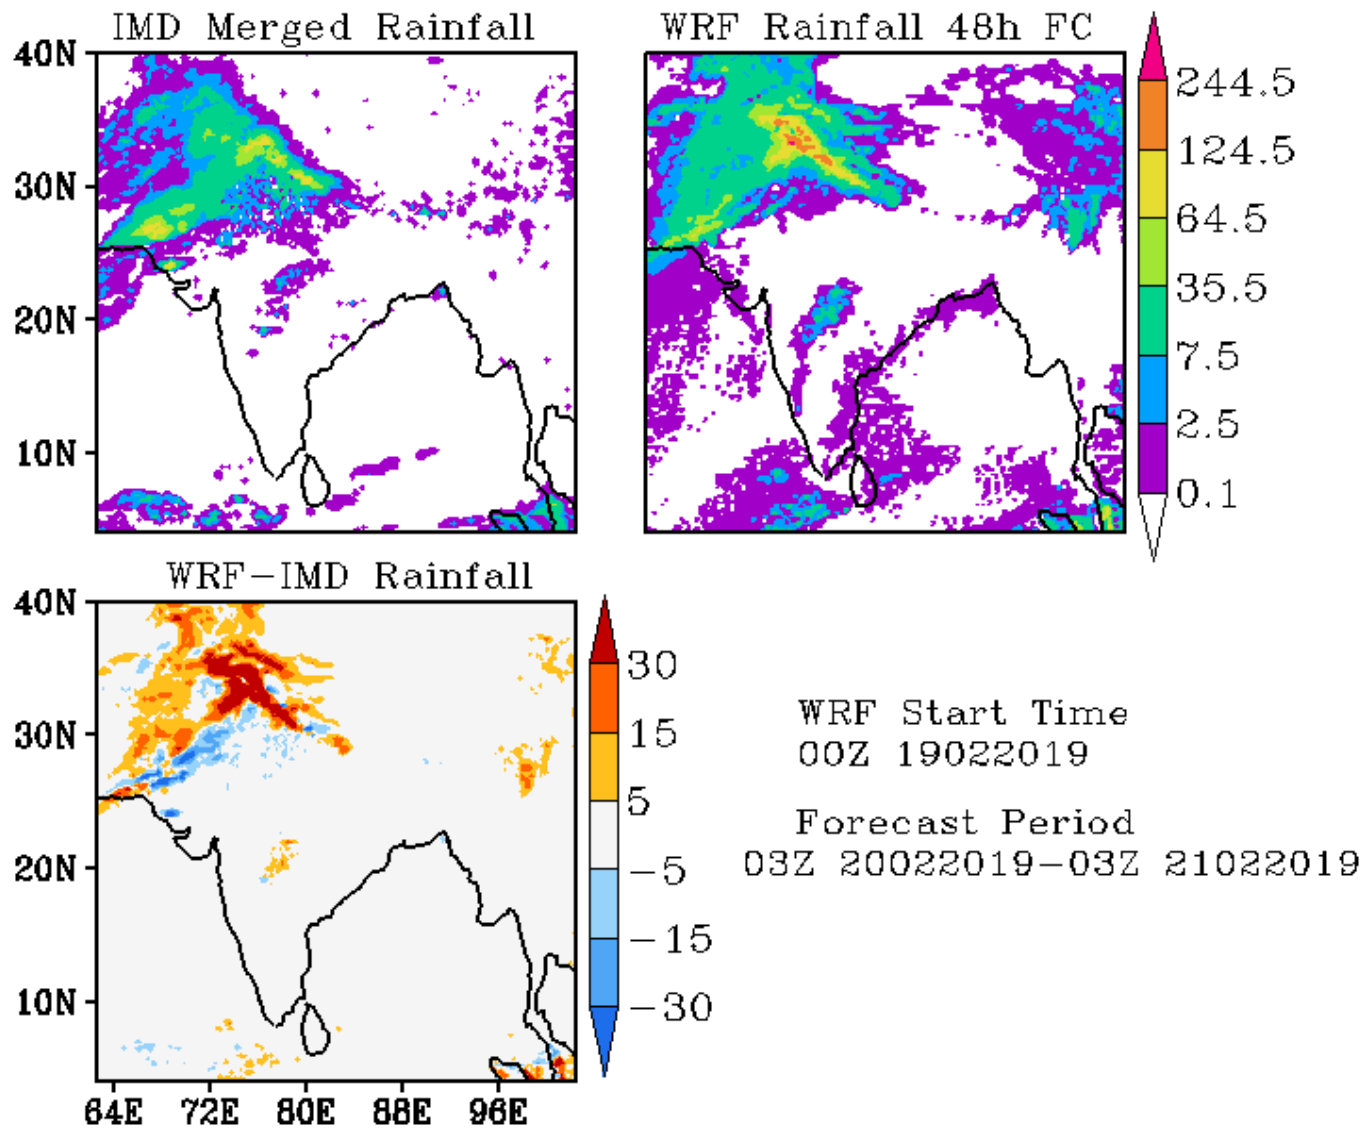 IMD Merged Rainfall
WRF Rainfall 48h FC
40N
30N
20N
10N
244.5
124.5
64.5
35.5
7.5
2.5
0.1
WRF-IMD Rainfall
40N
30N
20N
10N
64E 72E 80E 88E 96E
30
15
5
-5
-15
-30
WRF Start Time
00Z 19022019
Forecast Period
03Z 20022019-03Z 21022019